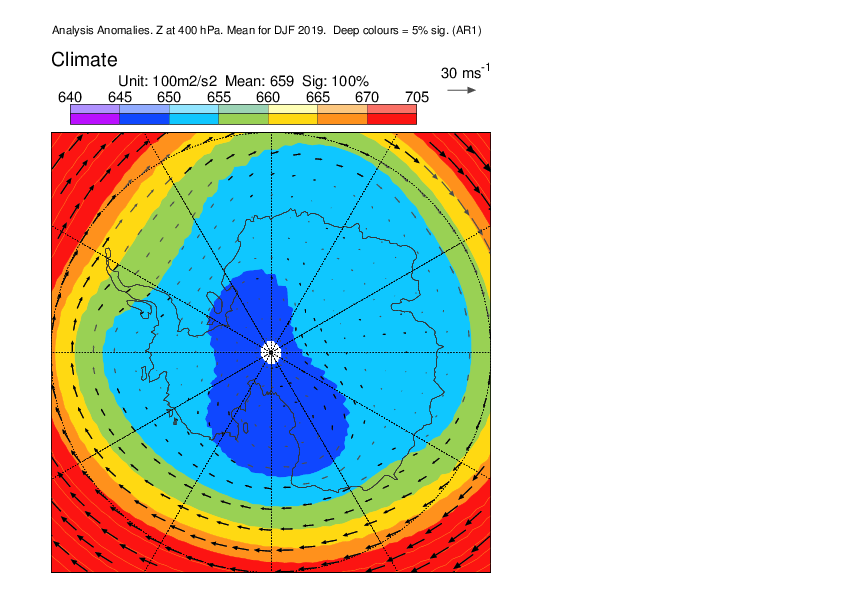 Analysis Anomalies. Z at 400 hPa. Mean for DJF 2019.  Deep colours = 5% sig. (AR1)
Climate
30 ms-1
Unit: 100m2/s2  Mean: 659  Sig: 100%
640 645 650 655 660 665 670 705